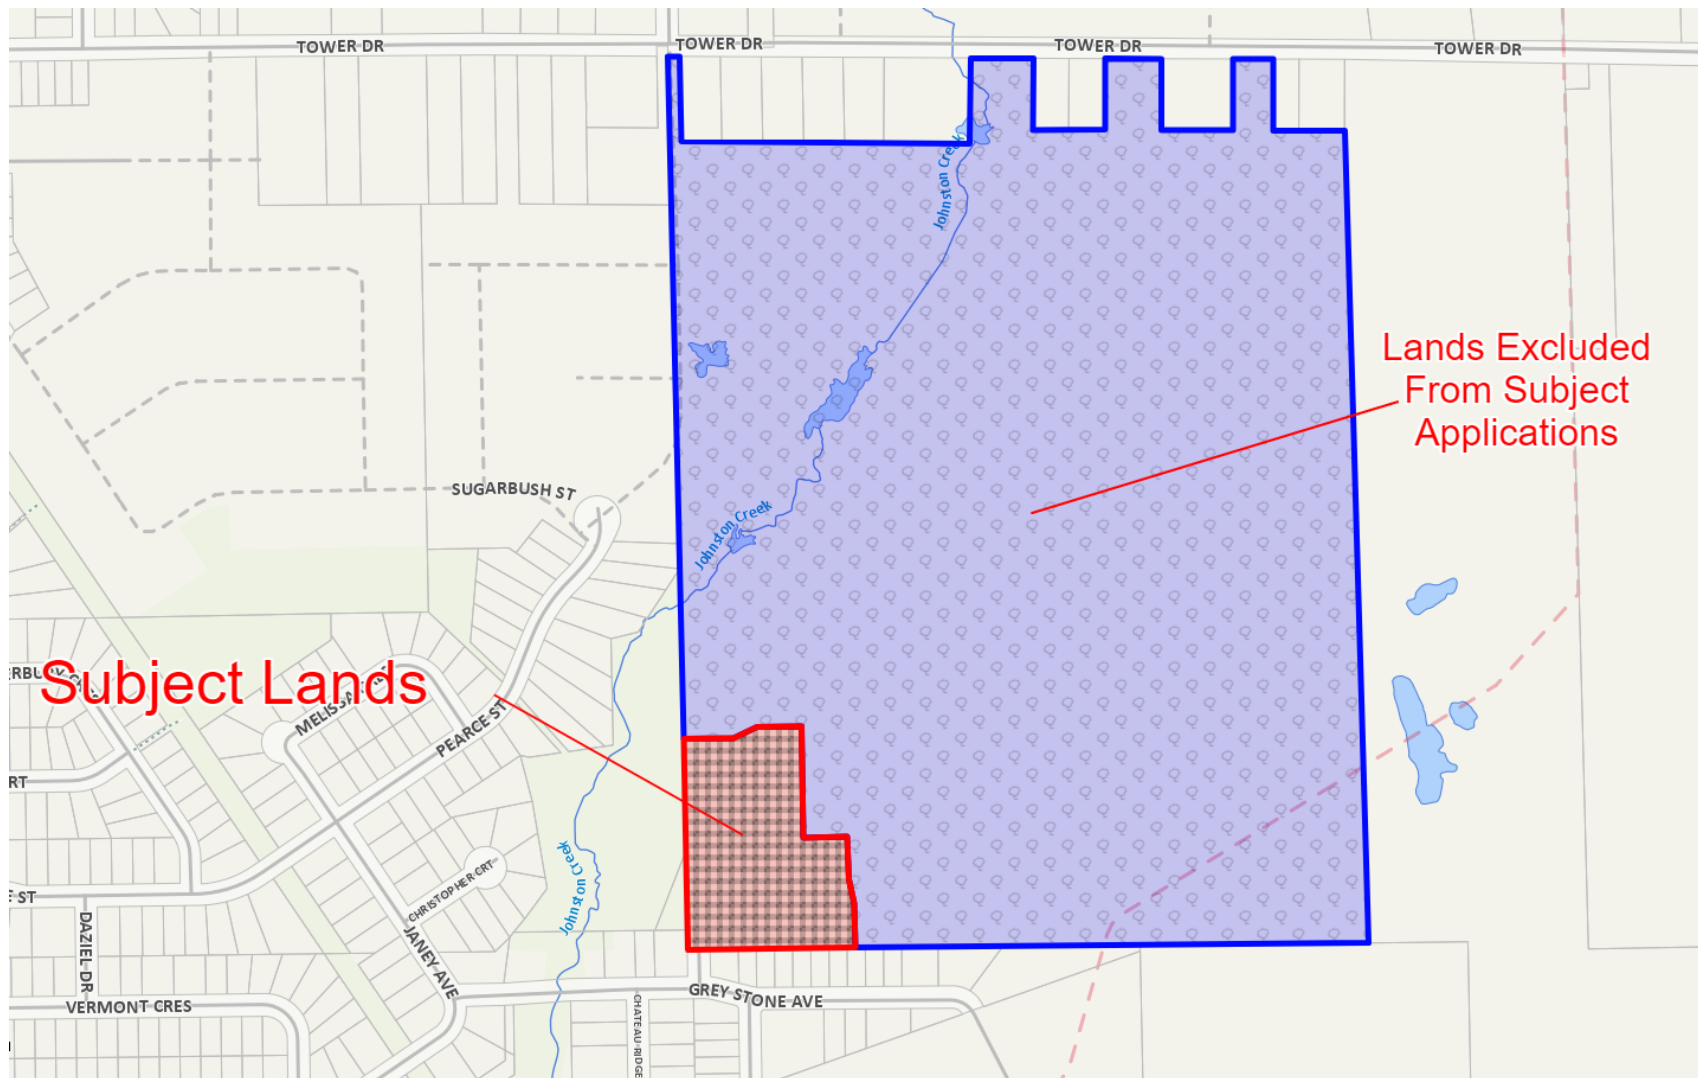 TOWER DR
TOWER DR
TOWER DR
TOWER DR
Johnston Creek
Lands Excluded
From Subject
Applications
SUGARBUSH ST
Johnston Creek
Subject Lands
PEARCE ST
RT
Johnston Creek
CHRISTOPHER CRT
ST
DAZIEL DR
JANEY AVE
VERMONT CRES
GREY STONE AVE
CHATEAU RIDGE